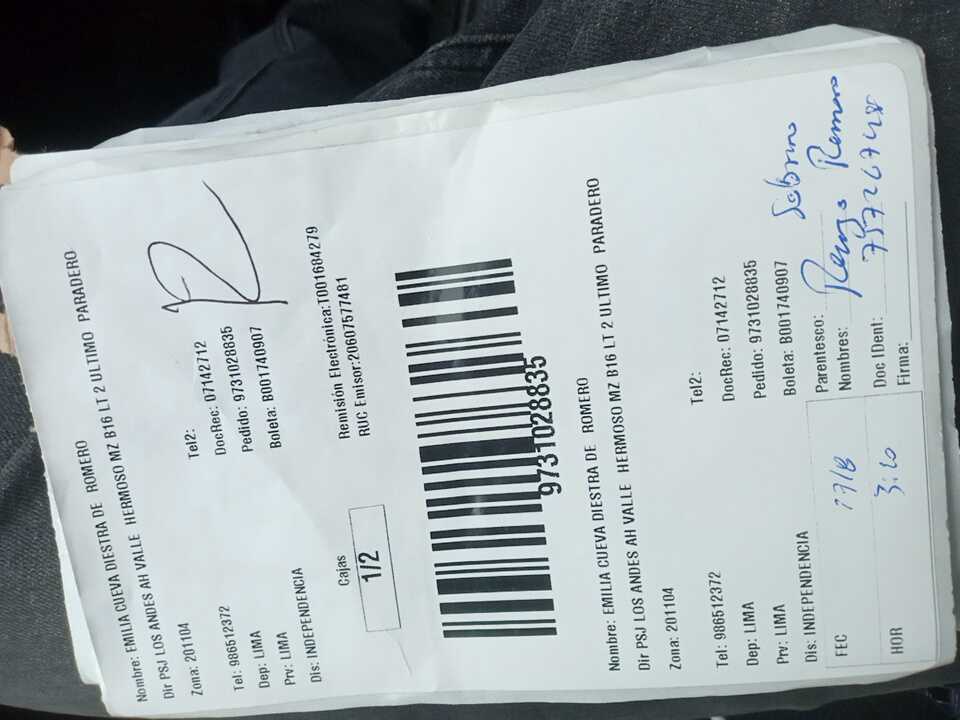 Nombre: EMILIA CUEVA DIESTRA DE ROMERO
Dir PSJ LOS ANDES AH VALLE HERMOSO MZ B16 LT 2 ULTIMO PARADERO
Zona: 201104
Tel: 986512372 Tel2:
Dep: LIMA DocRec: 07142712
Prv: LIMA Pedido: 9731028835
Dis: INDEPENDENCIA Boleta: B001740907
12
Cajas
1/2
Remisión Electrónica:T001684279
RUC Emisor:20607577481
9731028835
Nombre: EMILIA CUEVA DIESTRA DE ROMERO
Dir PSJ LOS ANDES AH VALLE HERMOSO MZ B16 LT 2 ULTIMO PARADERO
Zona: 201104
Tel: 986512372 Tel2:
Dep: LIMA DocRec: 07142712
Prv: LIMA Pedido: 9731028835
Dis: INDEPENDENCIA Boleta: B001740907
FEC Parentesco: Sobrino
Nombres: Renzo Romero
HOR 3:10 Doc IDent: 75726748
Firma: